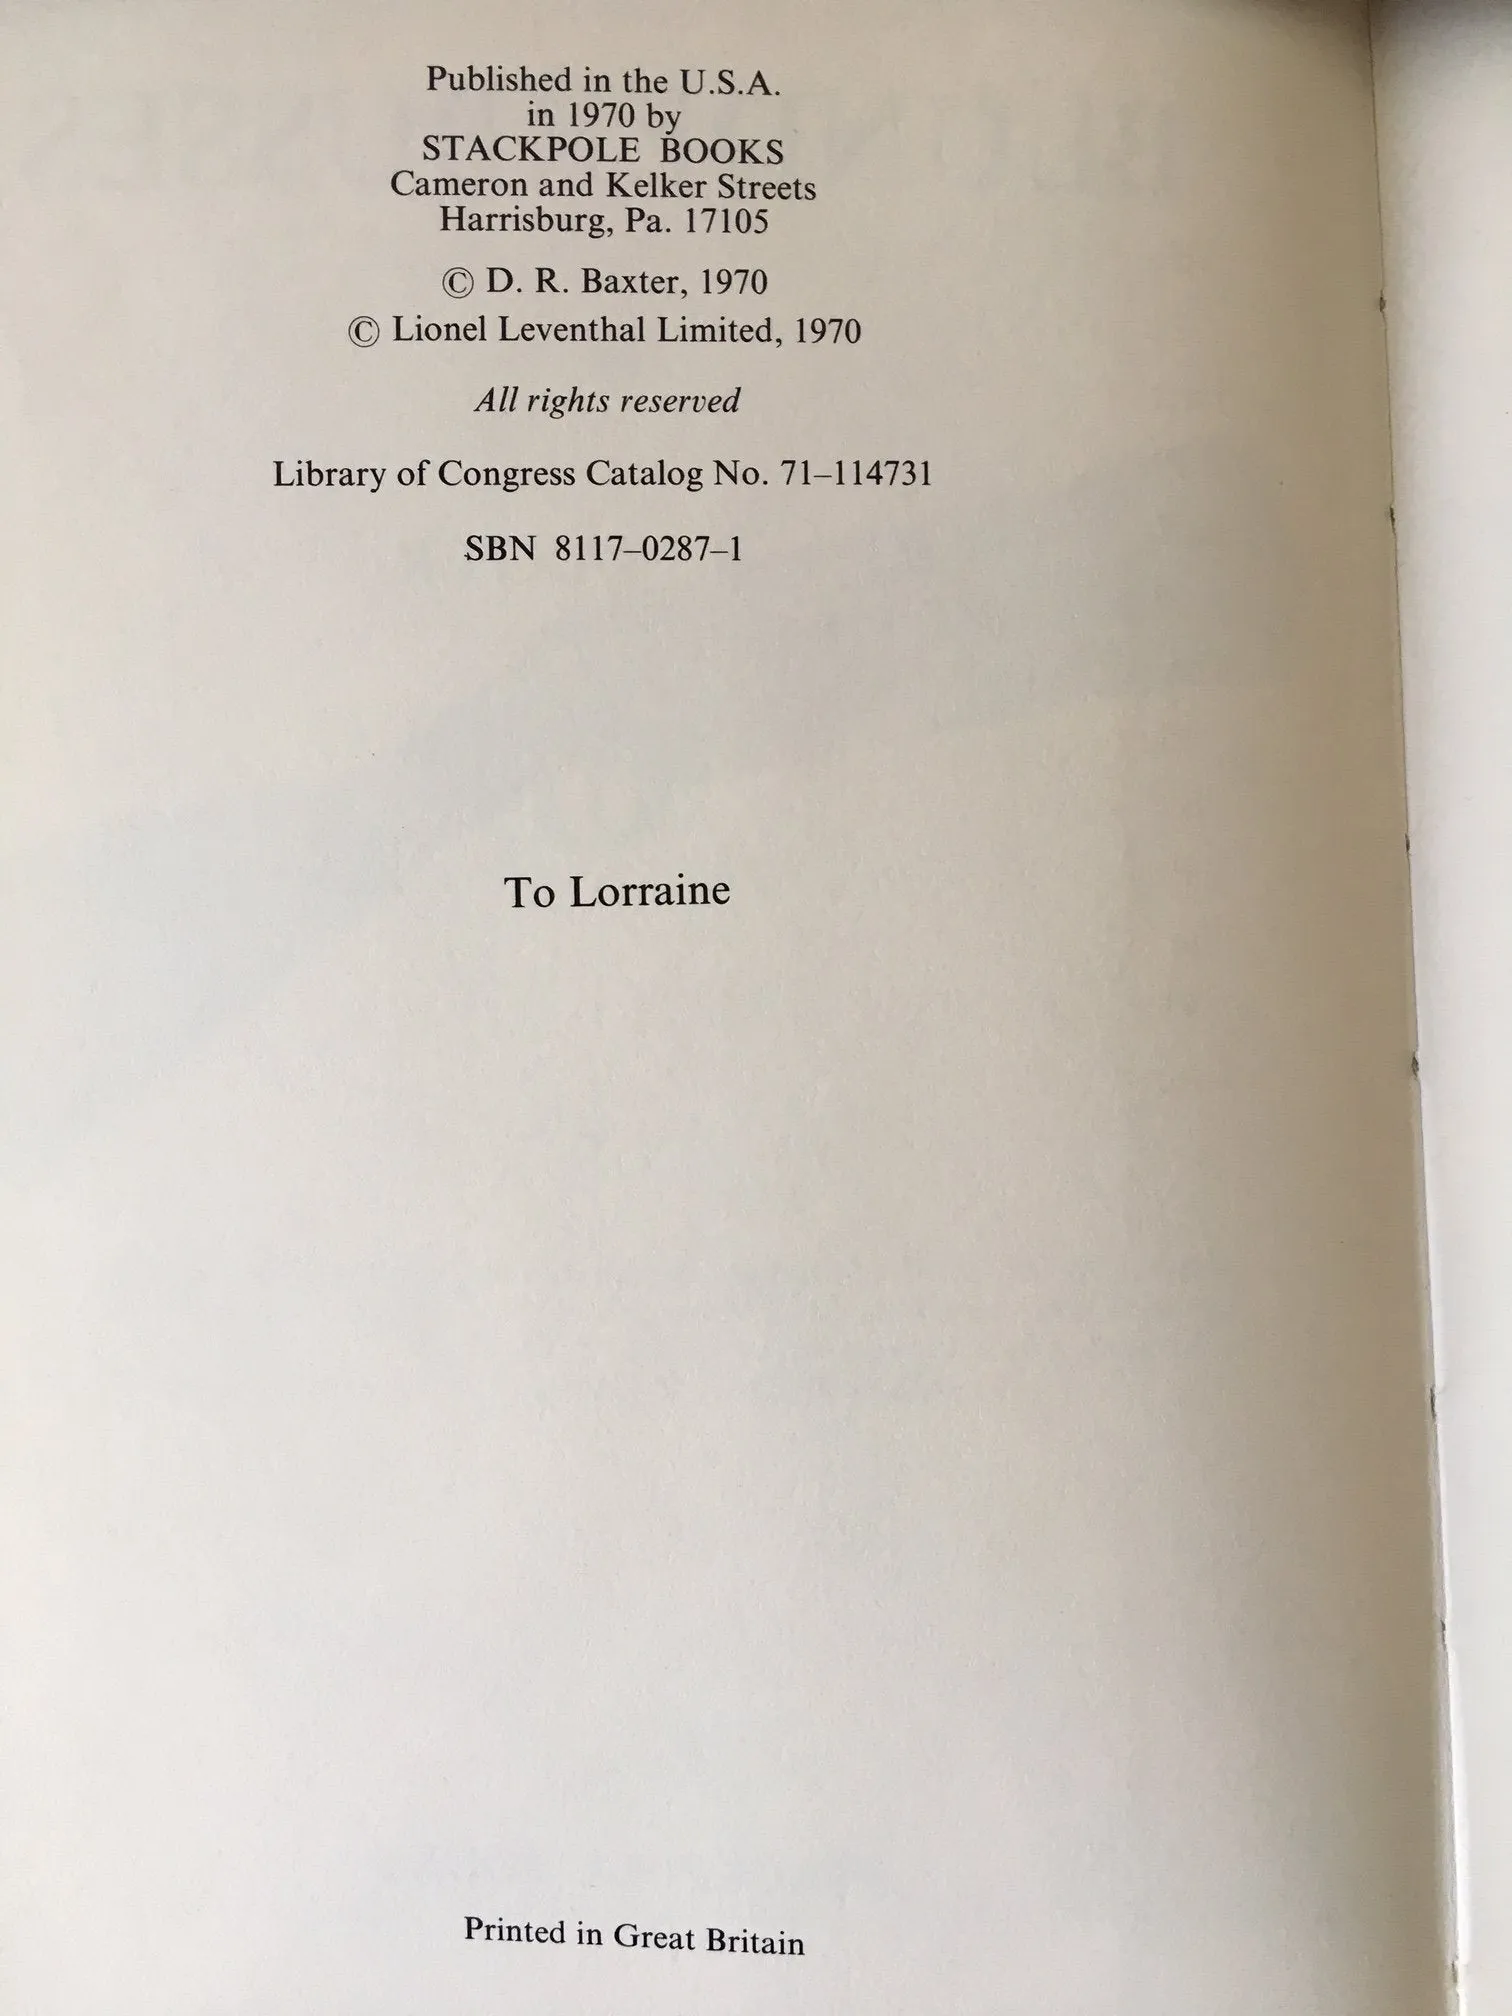 Published in the U.S.A.
in 1970 by
STACKPOLE BOOKS
Cameron and Kelker Streets
Harrisburg, Pa. 17105
© D. R. Baxter, 1970
© Lionel Leventhal Limited, 1970
All rights reserved
Library of Congress Catalog No. 71–114731
SBN 8117–0287–1
To Lorraine
Printed in Great Britain